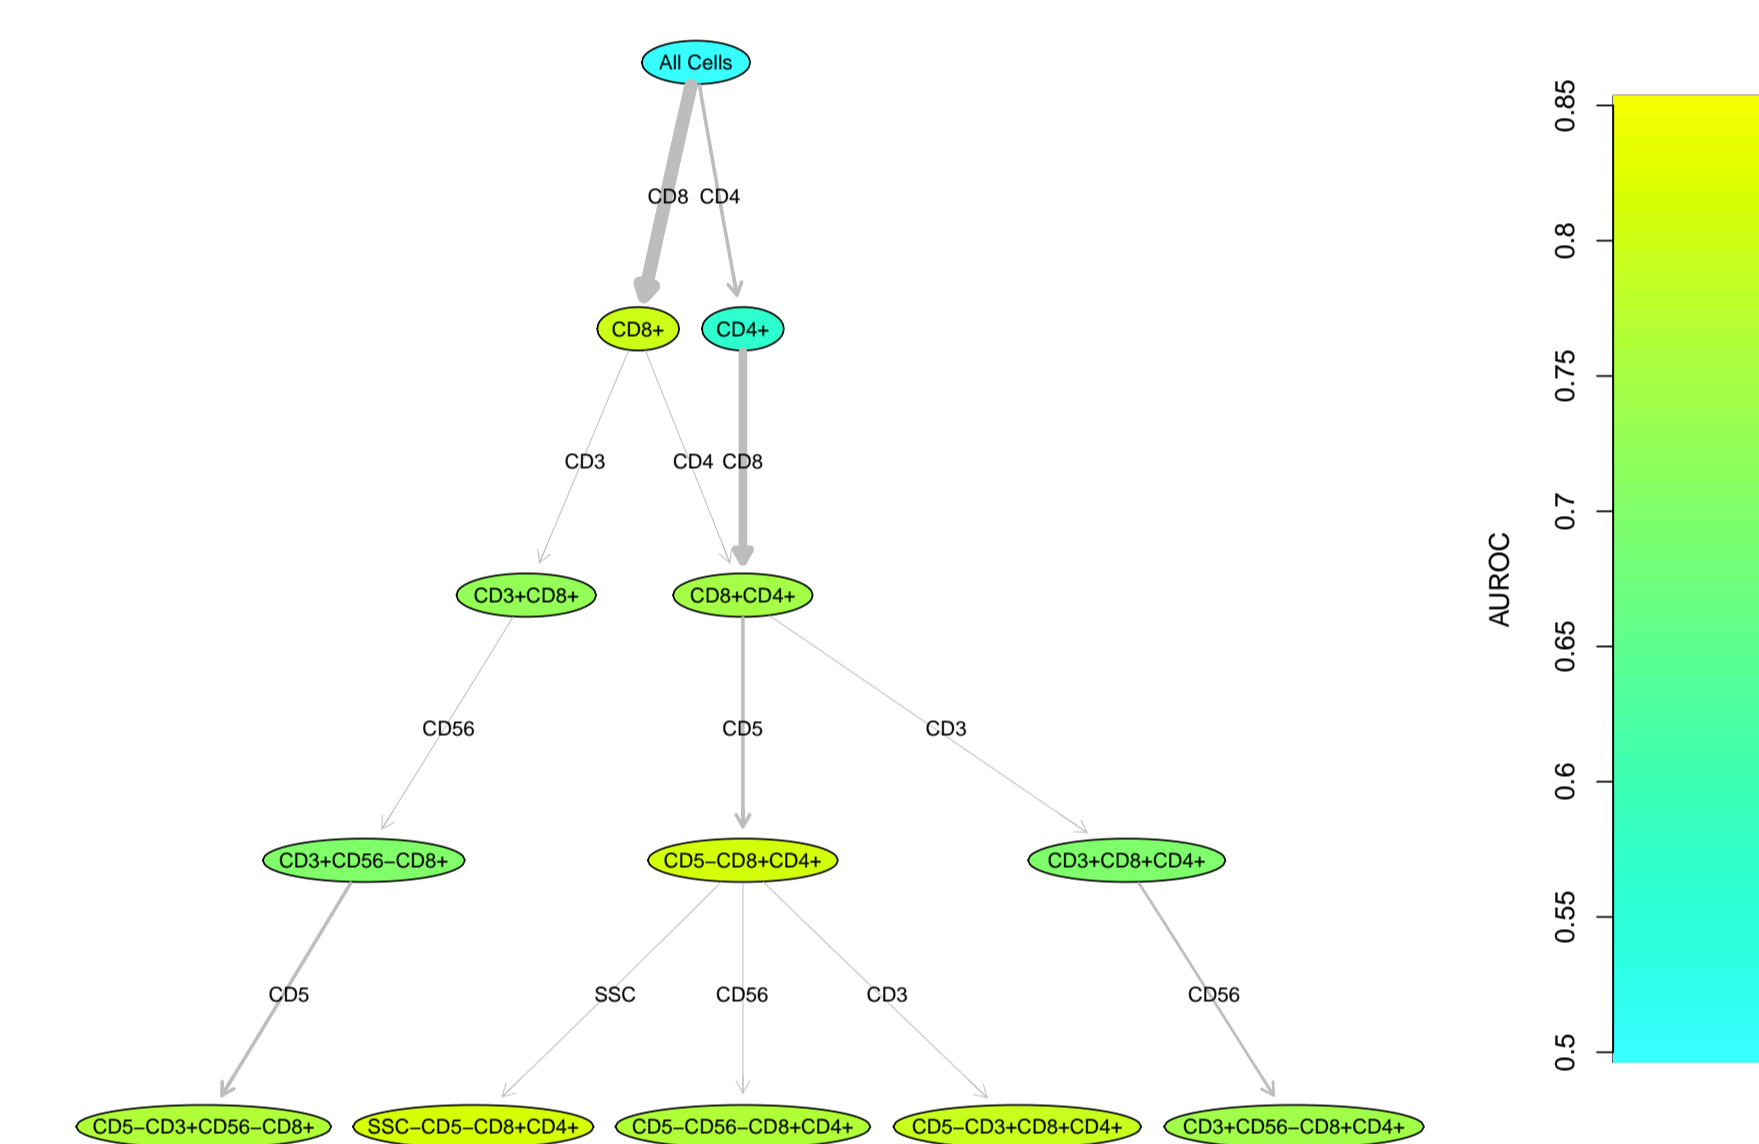 All Cells
CD8 CD4
CD8+ CD4+
CD3 CD4 CD8
CD3+CD8+ CD8+CD4+
CD56 CD5 CD3
CD3+CD56−CD8+ CD5−CD8+CD4+ CD3+CD8+CD4+
CD5 SSC CD56 CD3 CD56
CD5−CD3+CD56−CD8+ SSC−CD5−CD8+CD4+ CD5−CD56−CD8+CD4+ CD5−CD3+CD8+CD4+ CD3+CD56−CD8+CD4+
AUROC
0.85
0.8
0.75
0.7
0.65
0.6
0.55
0.5